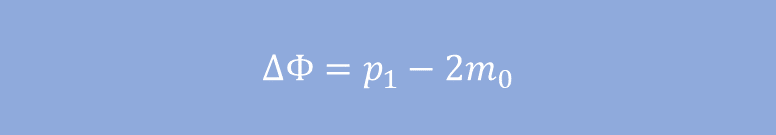 ΔΦ = p₁ − 2m₀